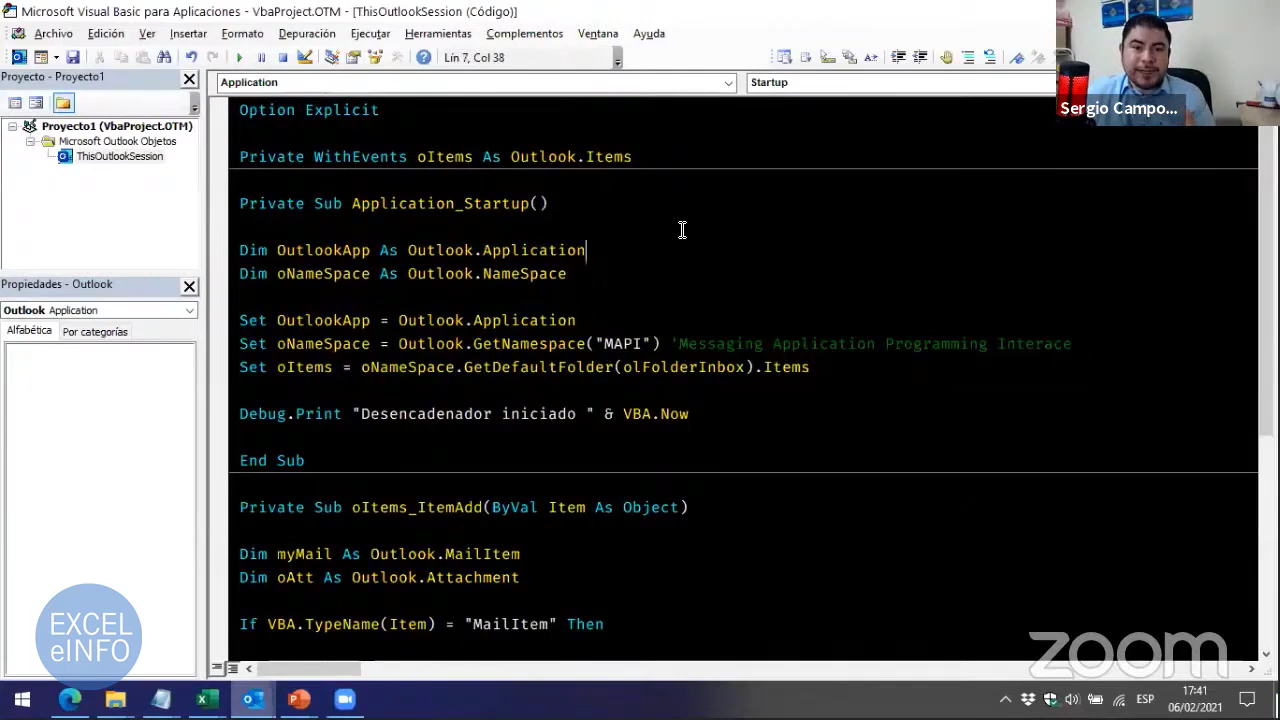 Microsoft Visual Basic para Aplicaciones - VbaProject.OTM - [ThisOutlookSession (Código)]
Archivo Edición Ver Insertar Formato Depuración Ejecutar Herramientas Complementos Ventana Ayuda
Lín 7, Col 38
Proyecto - Proyecto1
Proyecto1 (VbaProject.OTM)
Microsoft Outlook Objetos
ThisOutlookSession
Propiedades - Outlook
Outlook Application
Alfabética Por categorías
Application Startup
Option Explicit
Private WithEvents oItems As Outlook.Items
Private Sub Application_Startup()
Dim OutlookApp As Outlook.Application
Dim oNameSpace As Outlook.NameSpace
Set OutlookApp = Outlook.Application
Set oNameSpace = Outlook.GetNamespace("MAPI") 'Messaging Application Programming Interace
Set oItems = oNameSpace.GetDefaultFolder(olFolderInbox).Items
Debug.Print "Desencadenador iniciado " & VBA.Now
End Sub
Private Sub oItems_ItemAdd(ByVal Item As Object)
Dim myMail As Outlook.MailItem
Dim oAtt As Outlook.Attachment
If VBA.TypeName(Item) = "MailItem" Then
Sergio Campo...
EXCEL
eINFO
zoom
ESP
17:41
06/02/2021